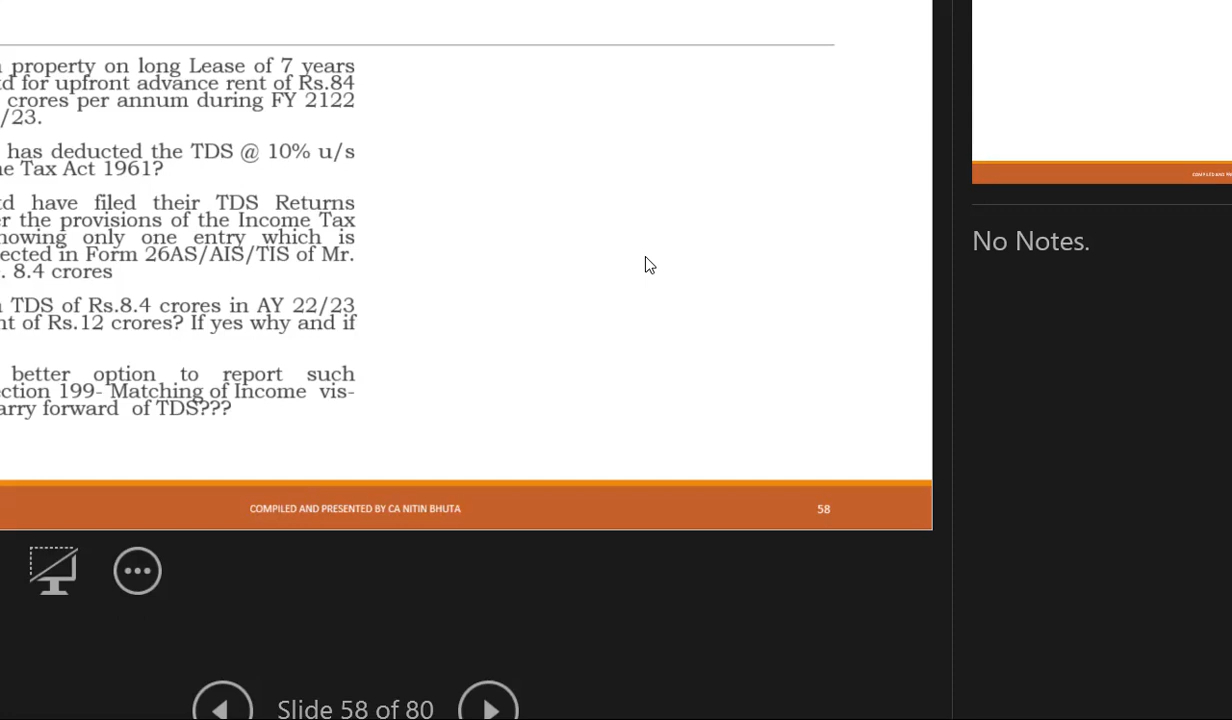 property on long Lease of 7 years
for upfront advance rent of Rs.84
crores per annum during FY 2122
/23.
has deducted the TDS @ 10% u/s
Tax Act 1961?
have filed their TDS Returns
the provisions of the Income Tax
only one entry which is
in Form 26AS/AIS/TIS of Mr.
. 8.4 crores
TDS of Rs.8.4 crores in AY 22/23
of Rs.12 crores? If yes why and if
better option to report such
199- Matching of Income vis-
forward of TDS???
COMPILED AND PRESENTED BY CA NITIN BHUTA
58
No Notes.
Slide 58 of 80